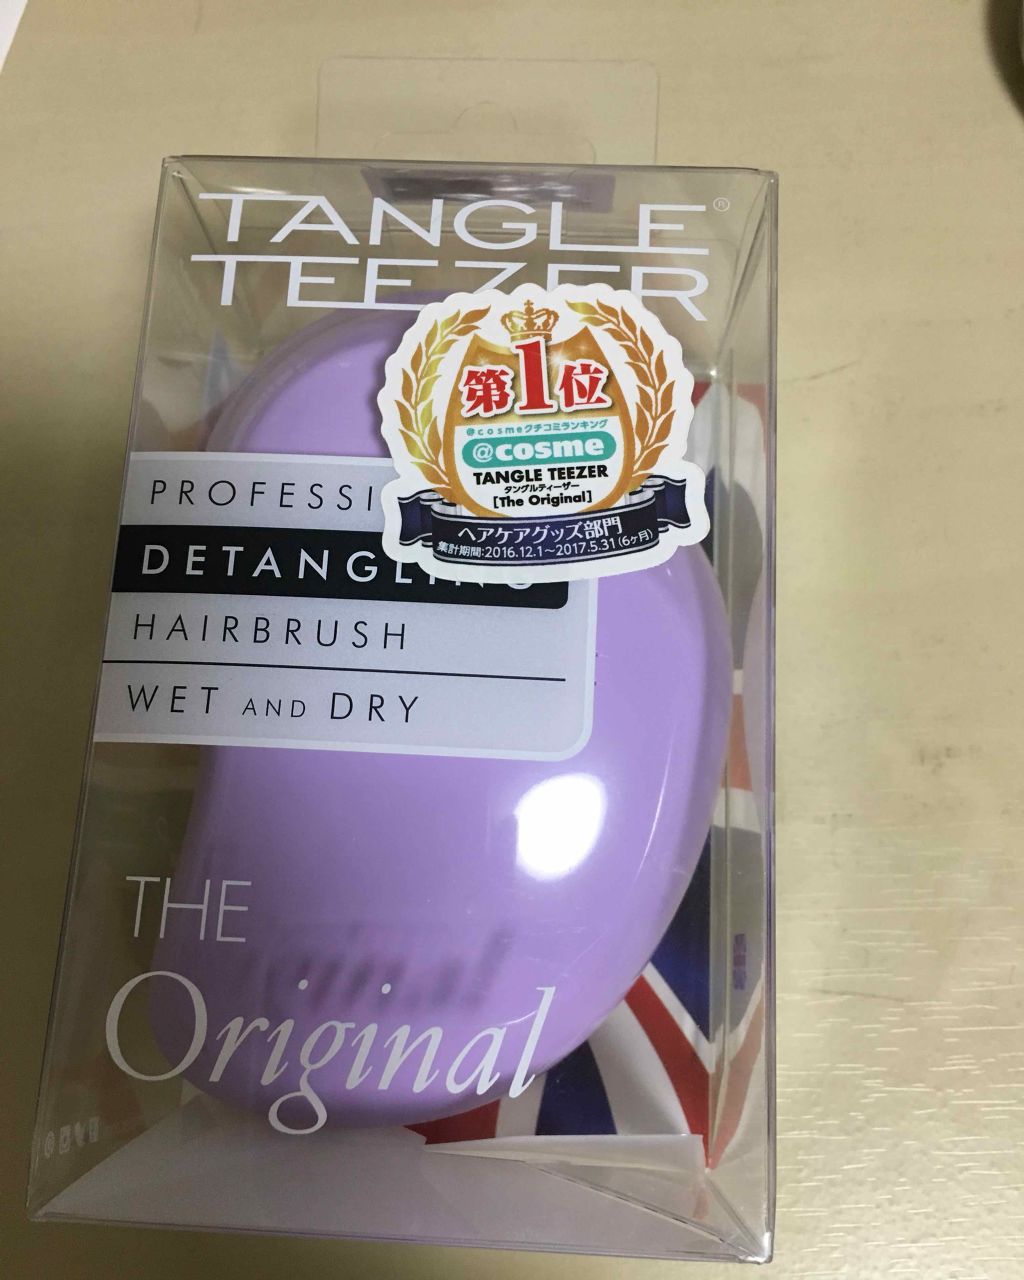 TANGLE®
TEEZER
第1位
@cosmeクチコミランキング
@cosme
TANGLE TEEZER
タングルティーザー
[The Original]
ヘアケアグッズ部門
集計期間:2016.12.1~2017.5.31(6ヶ月)
PROFESSI
DETANGLING
HAIRBRUSH
WET AND DRY
THE
Original